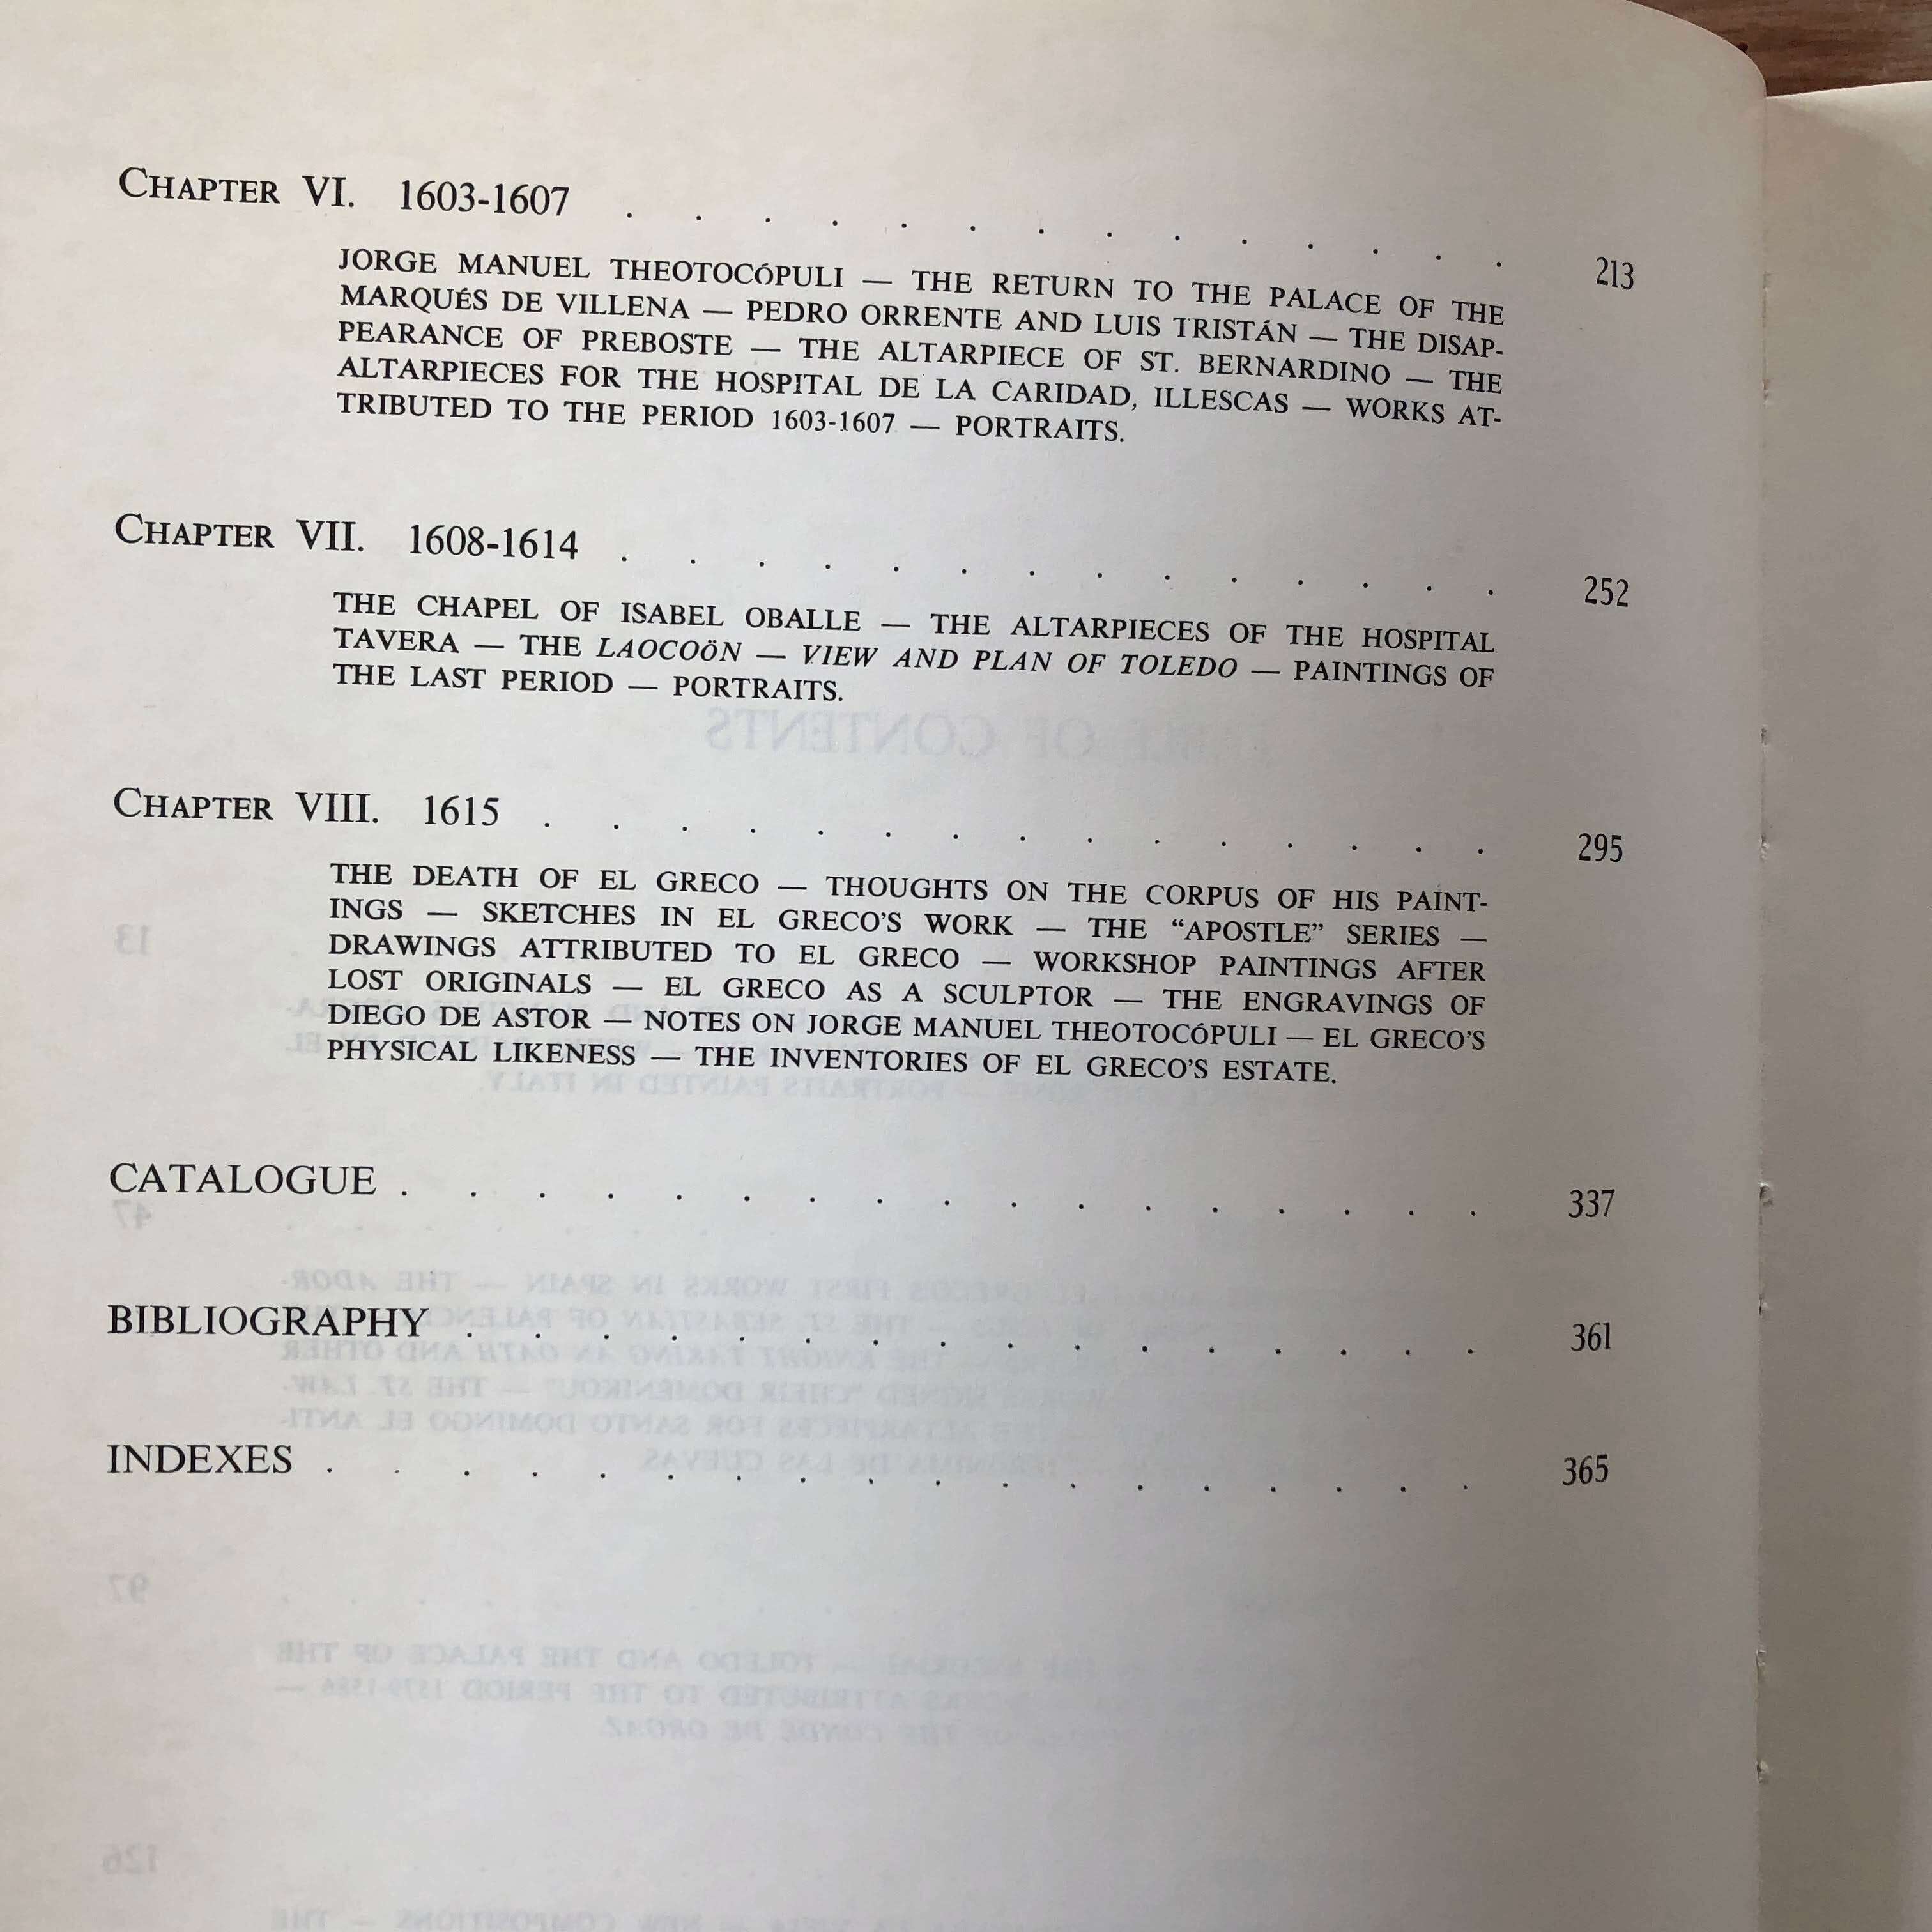 CHAPTER VI. 1603-1607 . . . . . . . . . . . . . . 213
JORGE MANUEL THEOTOCÓPULI — THE RETURN TO THE PALACE OF THE
MARQUÉS DE VILLENA — PEDRO ORRENTE AND LUIS TRISTÁN — THE DISAP-
PEARANCE OF PREBOSTE — THE ALTARPIECE OF ST. BERNARDINO — THE
ALTARPIECES FOR THE HOSPITAL DE LA CARIDAD, ILLESCAS — WORKS AT-
TRIBUTED TO THE PERIOD 1603-1607 — PORTRAITS.
CHAPTER VII. 1608-1614 . . . . . . . . . . . . . . 252
THE CHAPEL OF ISABEL OBALLE — THE ALTARPIECES OF THE HOSPITAL
TAVERA — THE LAOCOÖN — VIEW AND PLAN OF TOLEDO — PAINTINGS OF
THE LAST PERIOD — PORTRAITS.
CHAPTER VIII. 1615 . . . . . . . . . . . . . . . 295
THE DEATH OF EL GRECO — THOUGHTS ON THE CORPUS OF HIS PAINT-
INGS — SKETCHES IN EL GRECO'S WORK — THE “APOSTLE” SERIES —
DRAWINGS ATTRIBUTED TO EL GRECO — WORKSHOP PAINTINGS AFTER
LOST ORIGINALS — EL GRECO AS A SCULPTOR — THE ENGRAVINGS OF
DIEGO DE ASTOR — NOTES ON JORGE MANUEL THEOTOCÓPULI — EL GRECO'S
PHYSICAL LIKENESS — THE INVENTORIES OF EL GRECO'S ESTATE.
CATALOGUE . . . . . . . . . . . . . . . . . 337
BIBLIOGRAPHY . . . . . . . . . . . . . . . . 361
INDEXES . . . . . . . . . . . . . . . . . . 365